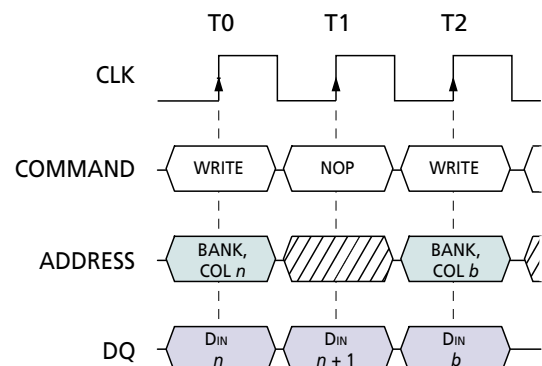 T0 T1 T2
CLK
COMMAND WRITE NOP WRITE
ADDRESS BANK, COL n BANK, COL b
DQ DIN n DIN n + 1 DIN b